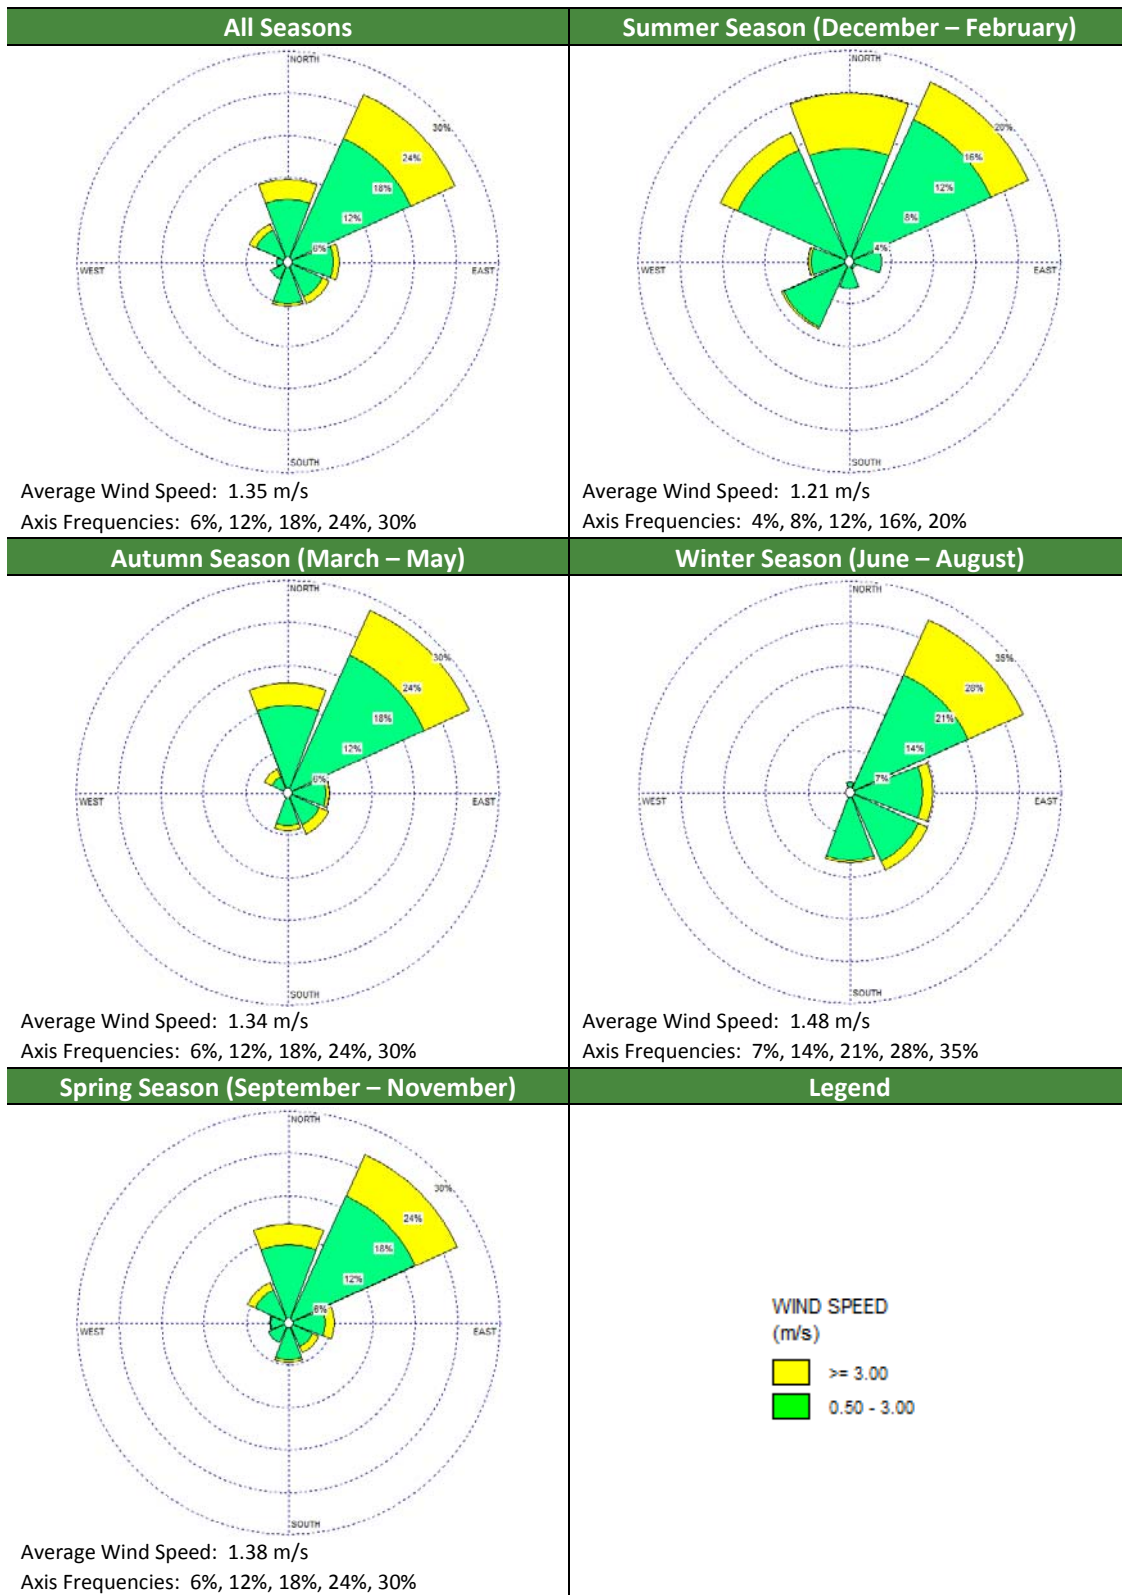 All Seasons
Summer Season (December – February)
NORTH
30%
24%
18%
12%
6%
WEST
EAST
SOUTH
NORTH
20%
16%
12%
8%
4%
WEST
EAST
SOUTH
Average Wind Speed: 1.35 m/s
Axis Frequencies: 6%, 12%, 18%, 24%, 30%
Average Wind Speed: 1.21 m/s
Axis Frequencies: 4%, 8%, 12%, 16%, 20%
Autumn Season (March – May)
Winter Season (June – August)
NORTH
30%
24%
18%
12%
6%
WEST
EAST
SOUTH
NORTH
35%
28%
21%
14%
7%
WEST
EAST
SOUTH
Average Wind Speed: 1.34 m/s
Axis Frequencies: 6%, 12%, 18%, 24%, 30%
Average Wind Speed: 1.48 m/s
Axis Frequencies: 7%, 14%, 21%, 28%, 35%
Spring Season (September – November)
Legend
NORTH
30%
24%
18%
12%
6%
WEST
EAST
SOUTH
WIND SPEED
(m/s)
>= 3.00
0.50 - 3.00
Average Wind Speed: 1.38 m/s
Axis Frequencies: 6%, 12%, 18%, 24%, 30%